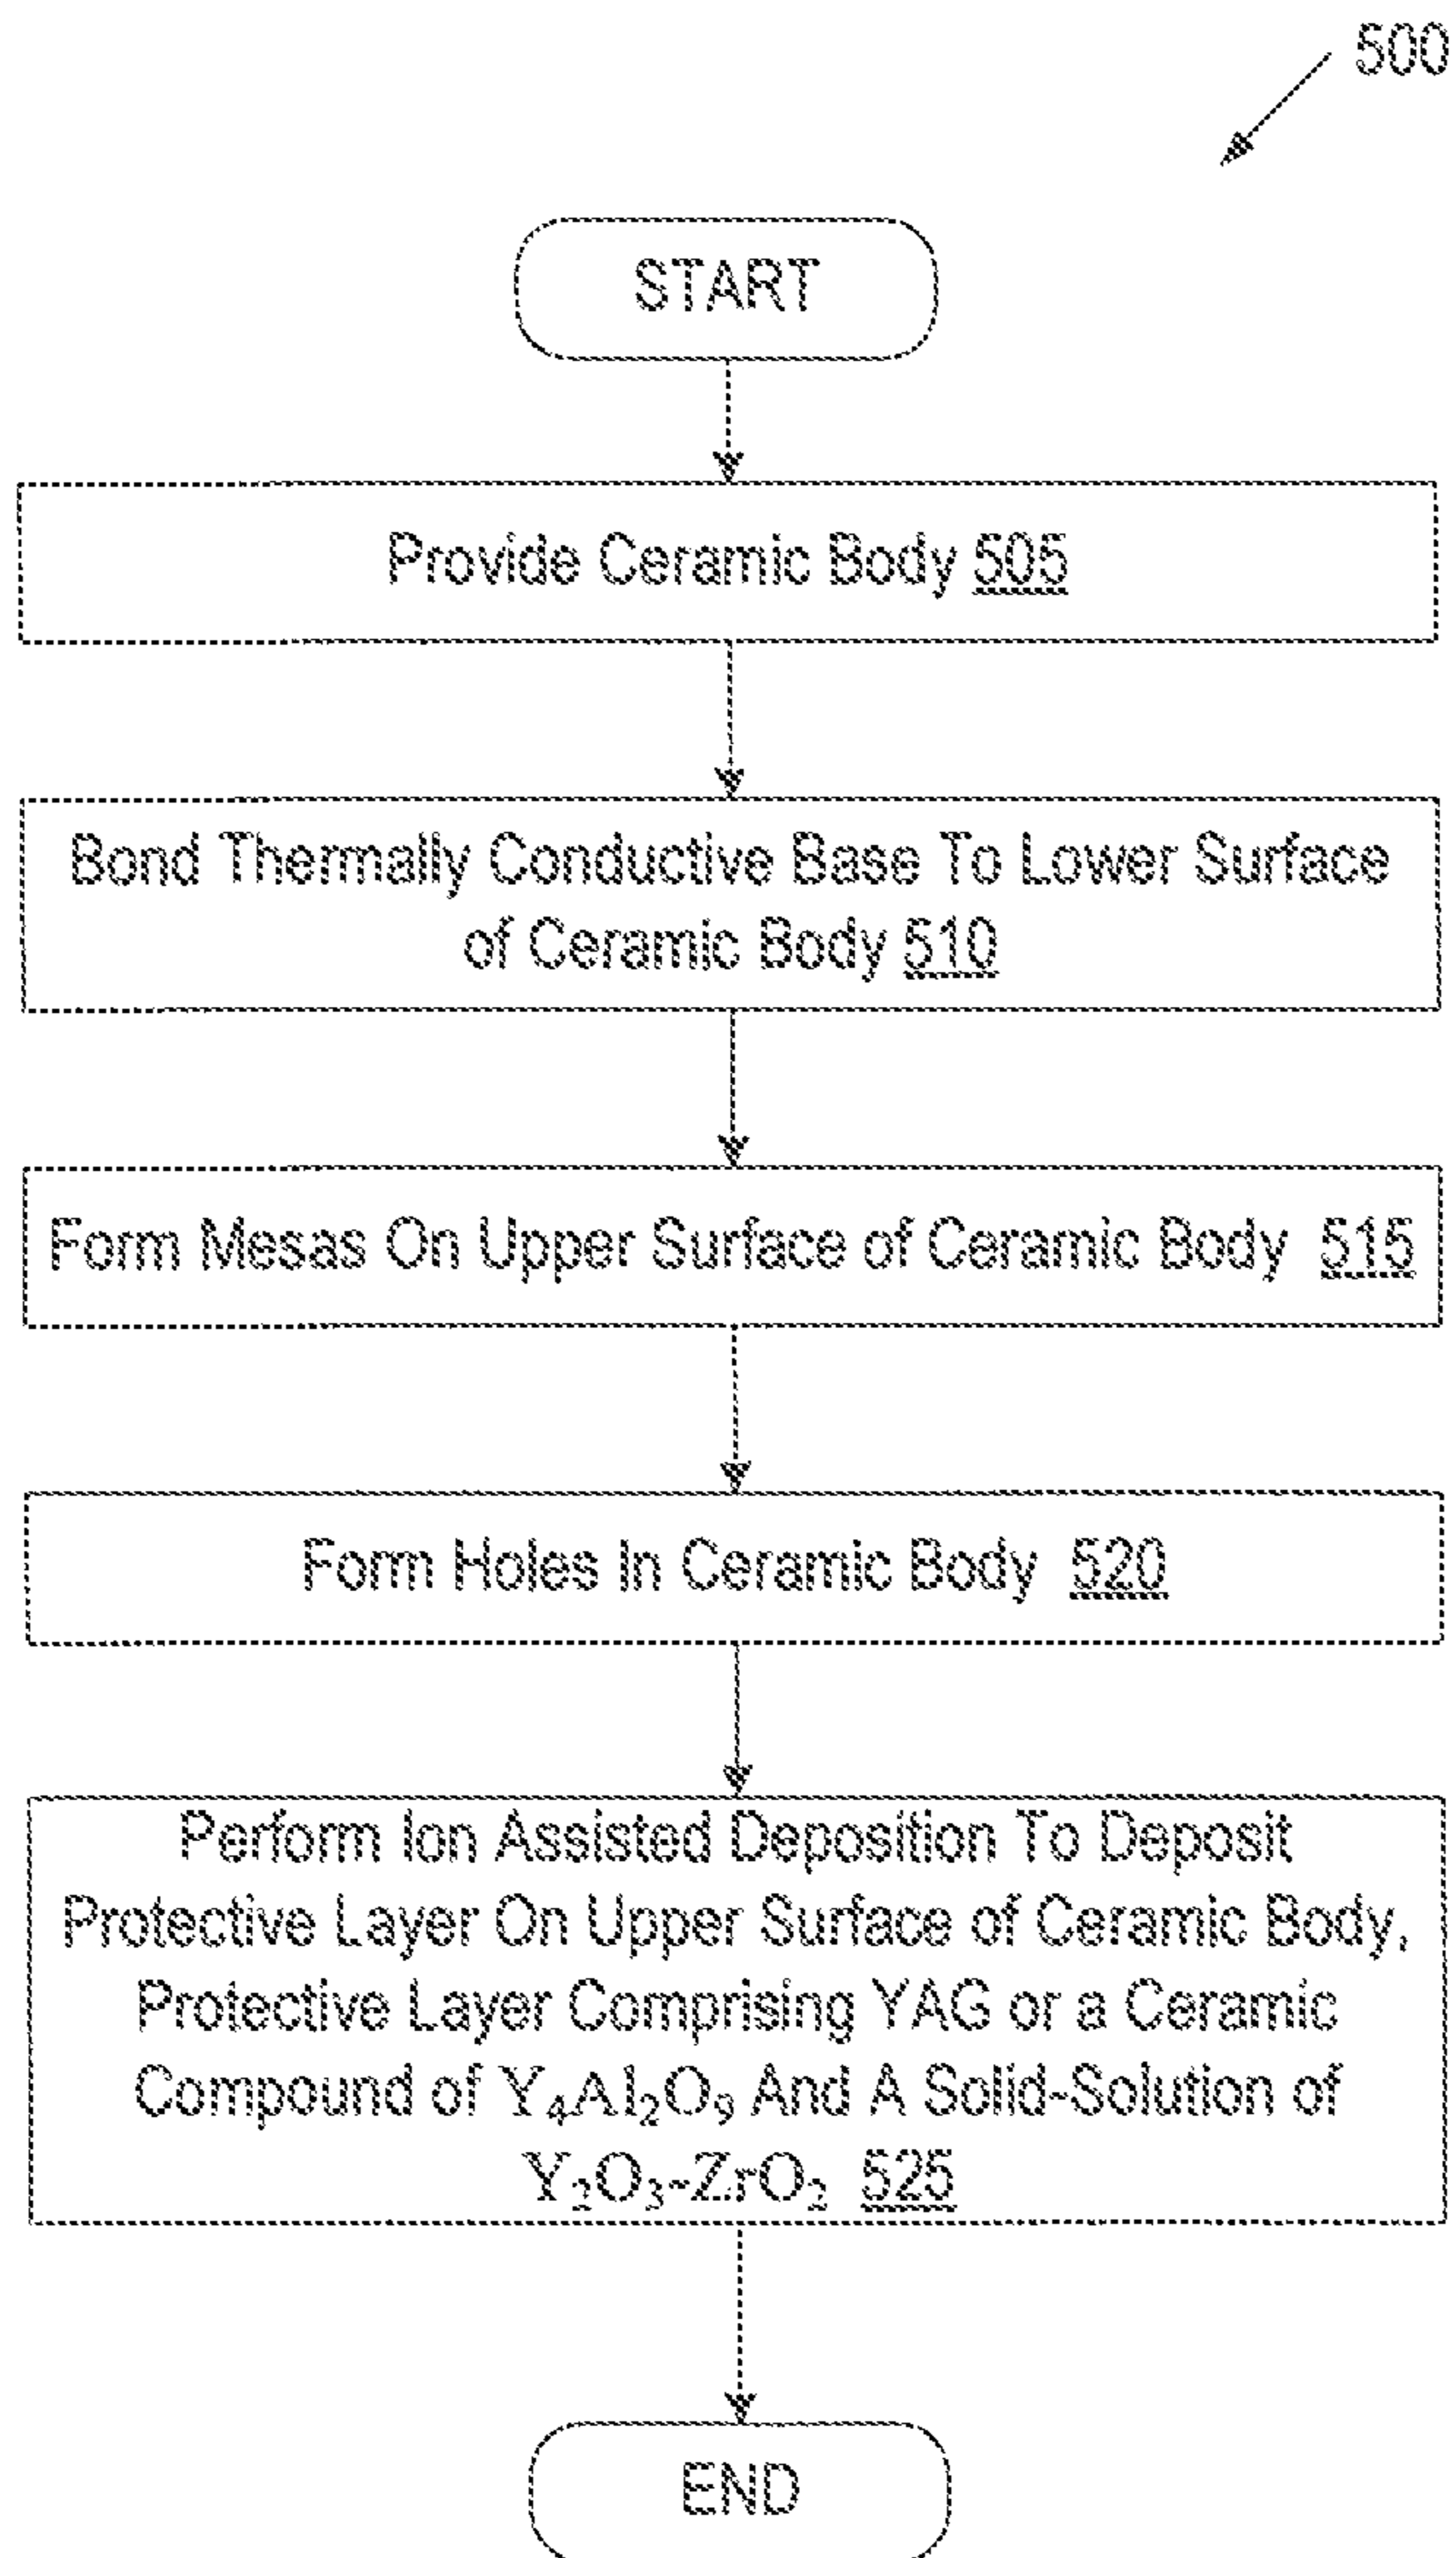 500
START
Provide Ceramic Body 505
Bond Thermally Conductive Base To Lower Surface
of Ceramic Body 510
Form Mesas On Upper Surface of Ceramic Body 515
Form Holes In Ceramic Body 520
Perform Ion Assisted Deposition To Deposit
Protective Layer On Upper Surface of Ceramic Body,
Protective Layer Comprising YAG or a Ceramic
Compound of Y₄Al₂O₉ And A Solid-Solution of
Y₂O₃-ZrO₂ 525
END